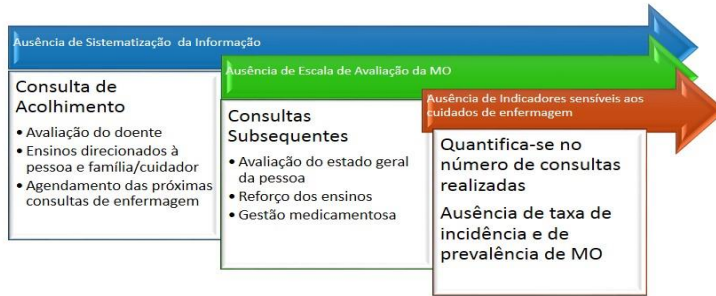 Ausência de Sistematização da Informação
Consulta de
Acolhimento
• Avaliação do doente
• Ensinos direcionados à
pessoa e família/cuidador
• Agendamento das próximas
consultas de enfermagem
Ausência de Escala de Avaliação da MO
Consultas
Subsequentes
• Avaliação do estado geral
da pessoa
• Reforço dos ensinos
• Gestão medicamentosa
Ausência de Indicadores sensíveis aos
cuidados de enfermagem
Quantifica-se no
número de consultas
realizadas
Ausência de taxa de
incidência e de
prevalência de MO